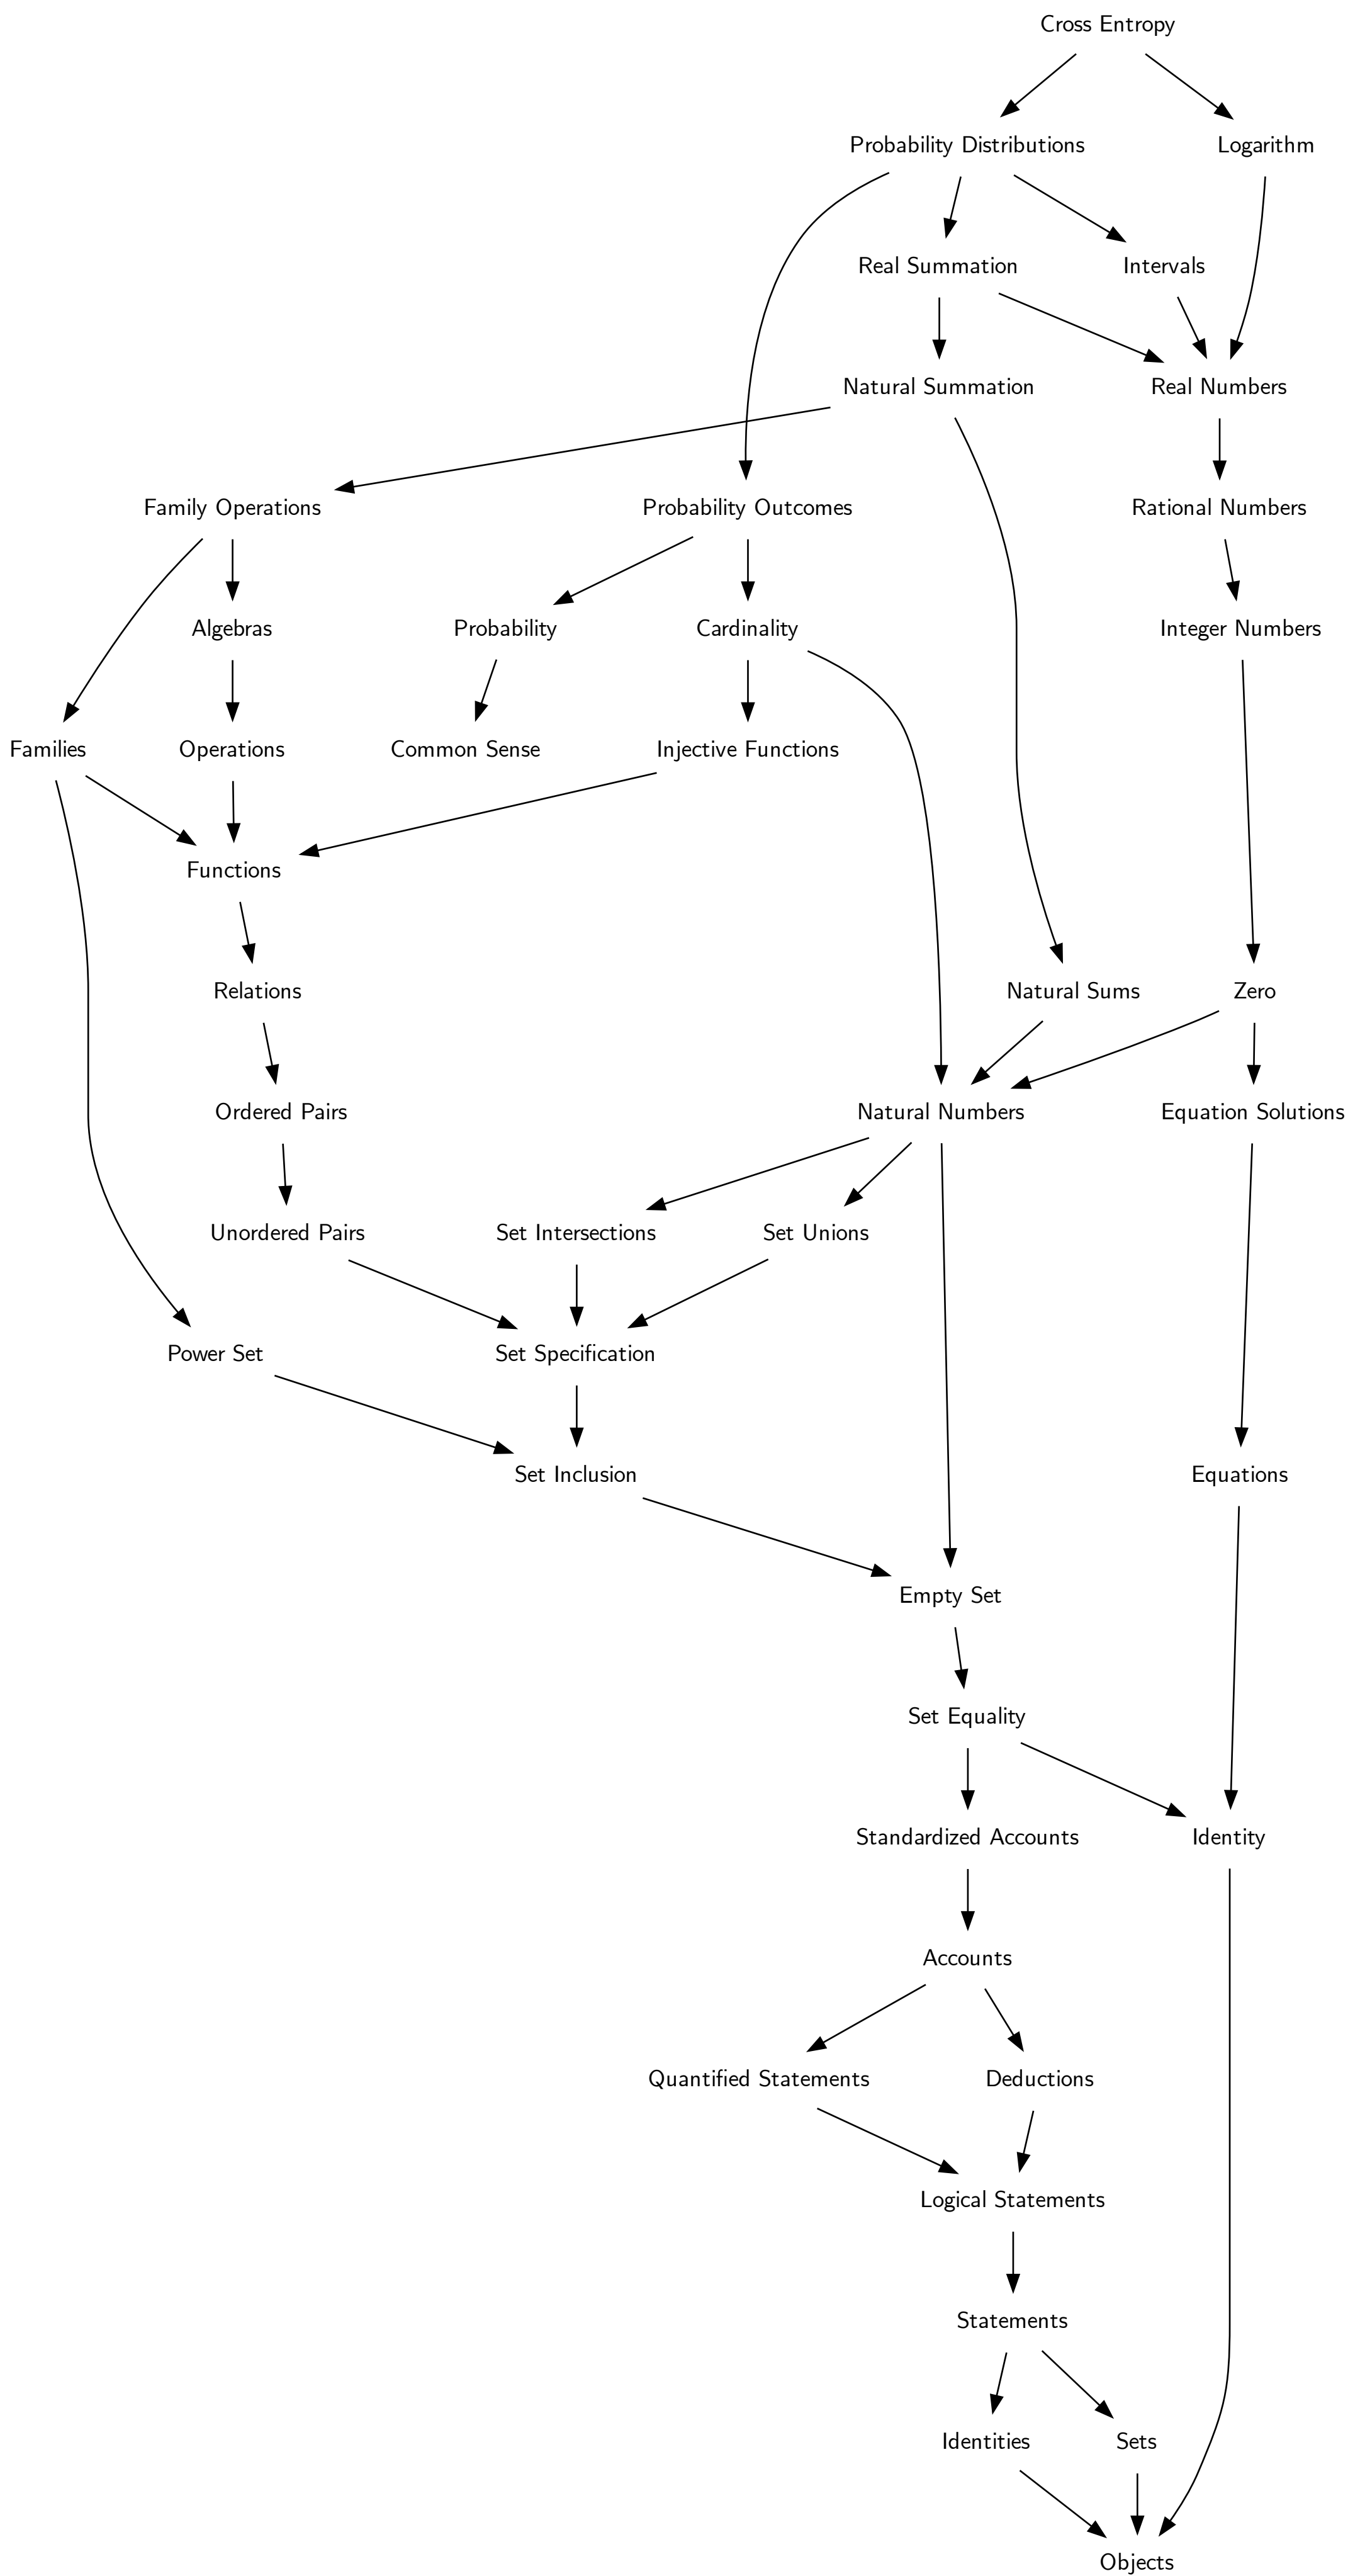 Cross Entropy
Probability Distributions
Logarithm
Real Summation
Intervals
Natural Summation
Real Numbers
Family Operations
Probability Outcomes
Rational Numbers
Algebras
Probability
Cardinality
Integer Numbers
Families
Operations
Common Sense
Injective Functions
Functions
Relations
Natural Sums
Zero
Ordered Pairs
Natural Numbers
Equation Solutions
Unordered Pairs
Set Intersections
Set Unions
Power Set
Set Specification
Set Inclusion
Equations
Empty Set
Set Equality
Standardized Accounts
Identity
Accounts
Quantified Statements
Deductions
Logical Statements
Statements
Identities
Sets
Objects